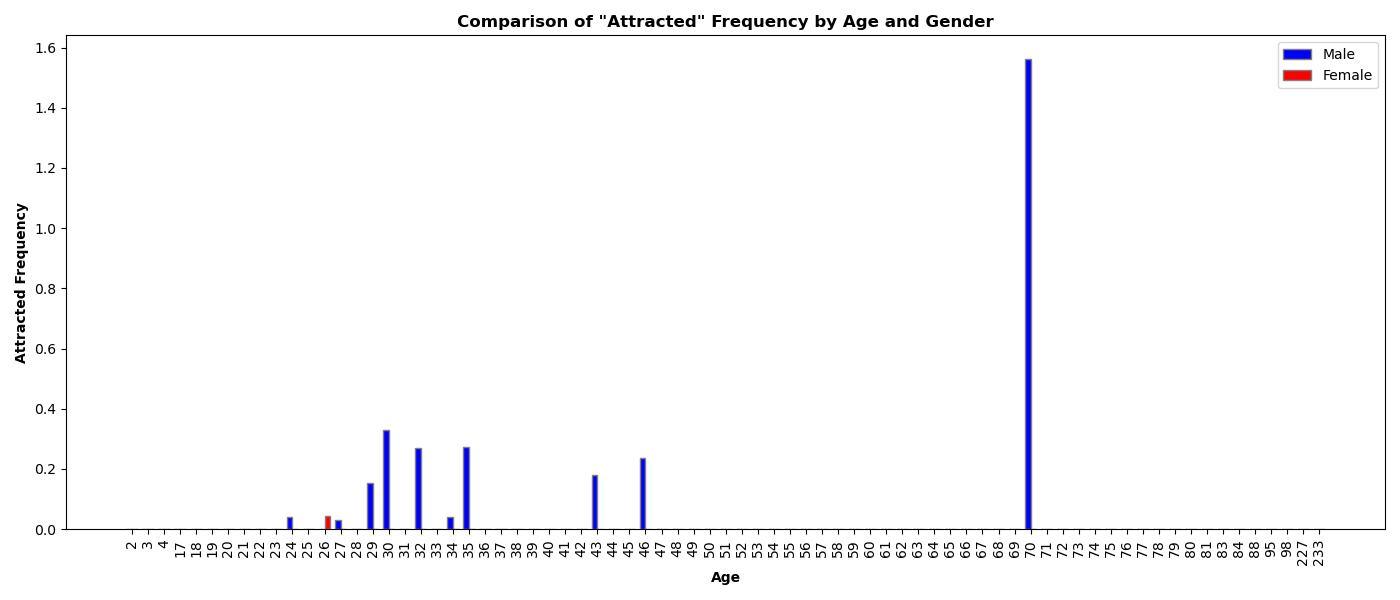 Comparison of "Attracted" Frequency by Age and Gender
Male
Female
Attracted Frequency
1.6
1.4
1.2
1.0
0.8
0.6
0.4
0.2
0.0
2 3 4 17 18 19 20 21 22 23 24 25 26 27 28 29 30 31 32 33 34 35 36 37 38 39 40 41 42 43 44 45 46 47 48 49 50 51 52 53 54 55 56 57 58 59 60 61 62 63 64 65 66 67 68 69 70 71 72 73 74 75 76 77 78 79 80 81 83 84 88 95 98 227 233
Age